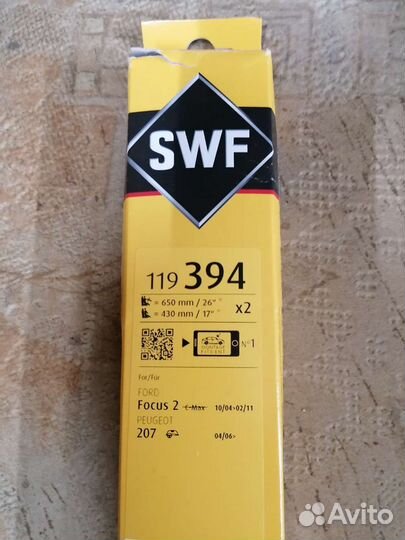 SWF
119 394
= 650 mm / 26"
= 430 mm / 17"
x2
N°1
For/Für
FORD
Focus 2 C-Max 10/04>02/11
PEUGEOT
207 04/06>
Avito